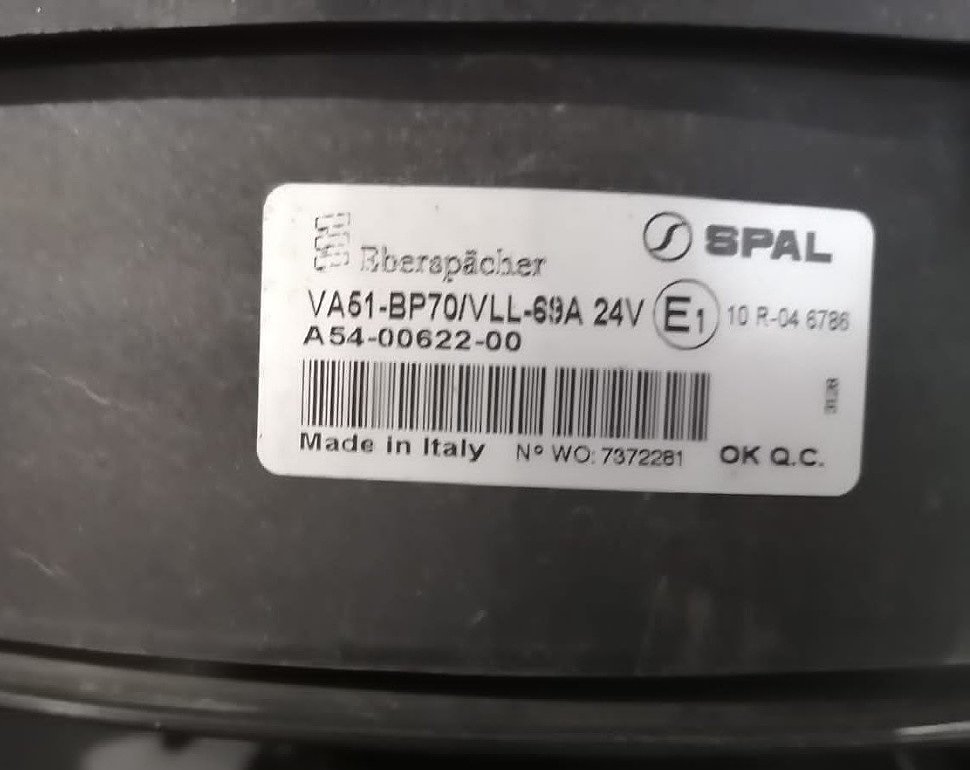 Eberspächer
SPAL
VA51-BP70/VLL-69A 24V
E1
10 R-04 6786
A54-00622-00
Made in Italy
N° WO: 7372281
OK Q.C.